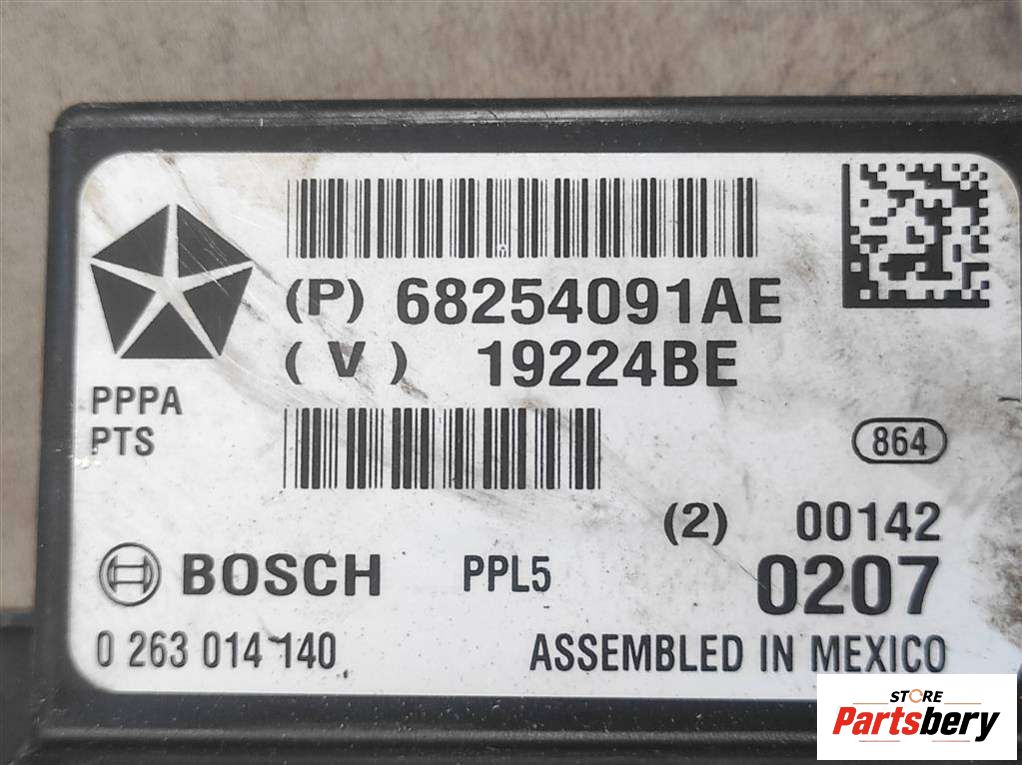 (P) 68254091AE
(V) 19224BE
PPPA
PTS
864
(2) 00142
BOSCH PPL5 0207
0 263 014 140 ASSEMBLED IN MEXICO
STORE
Partsbery